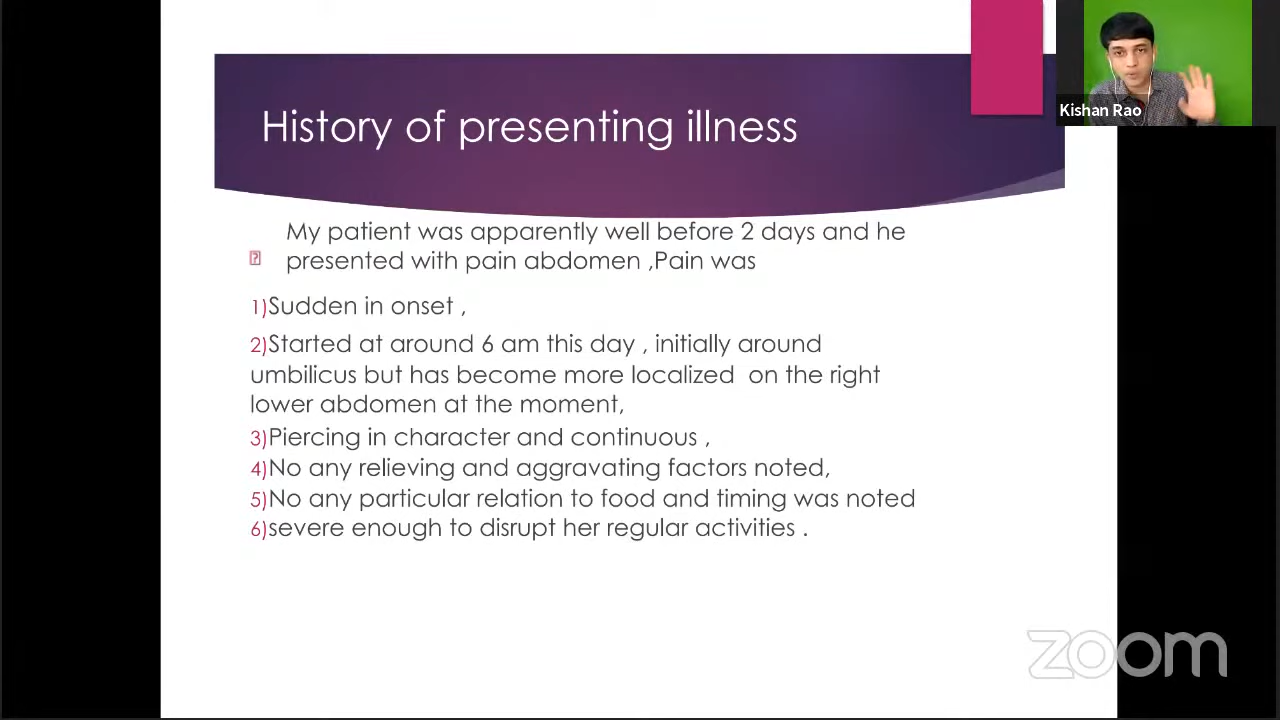 History of presenting illness
Kishan Rao
My patient was apparently well before 2 days and he
presented with pain abdomen ,Pain was
1)Sudden in onset ,
2)Started at around 6 am this day , initially around
umbilicus but has become more localized on the right
lower abdomen at the moment,
3)Piercing in character and continuous ,
4)No any relieving and aggravating factors noted,
5)No any particular relation to food and timing was noted
6)severe enough to disrupt her regular activities .
zoom